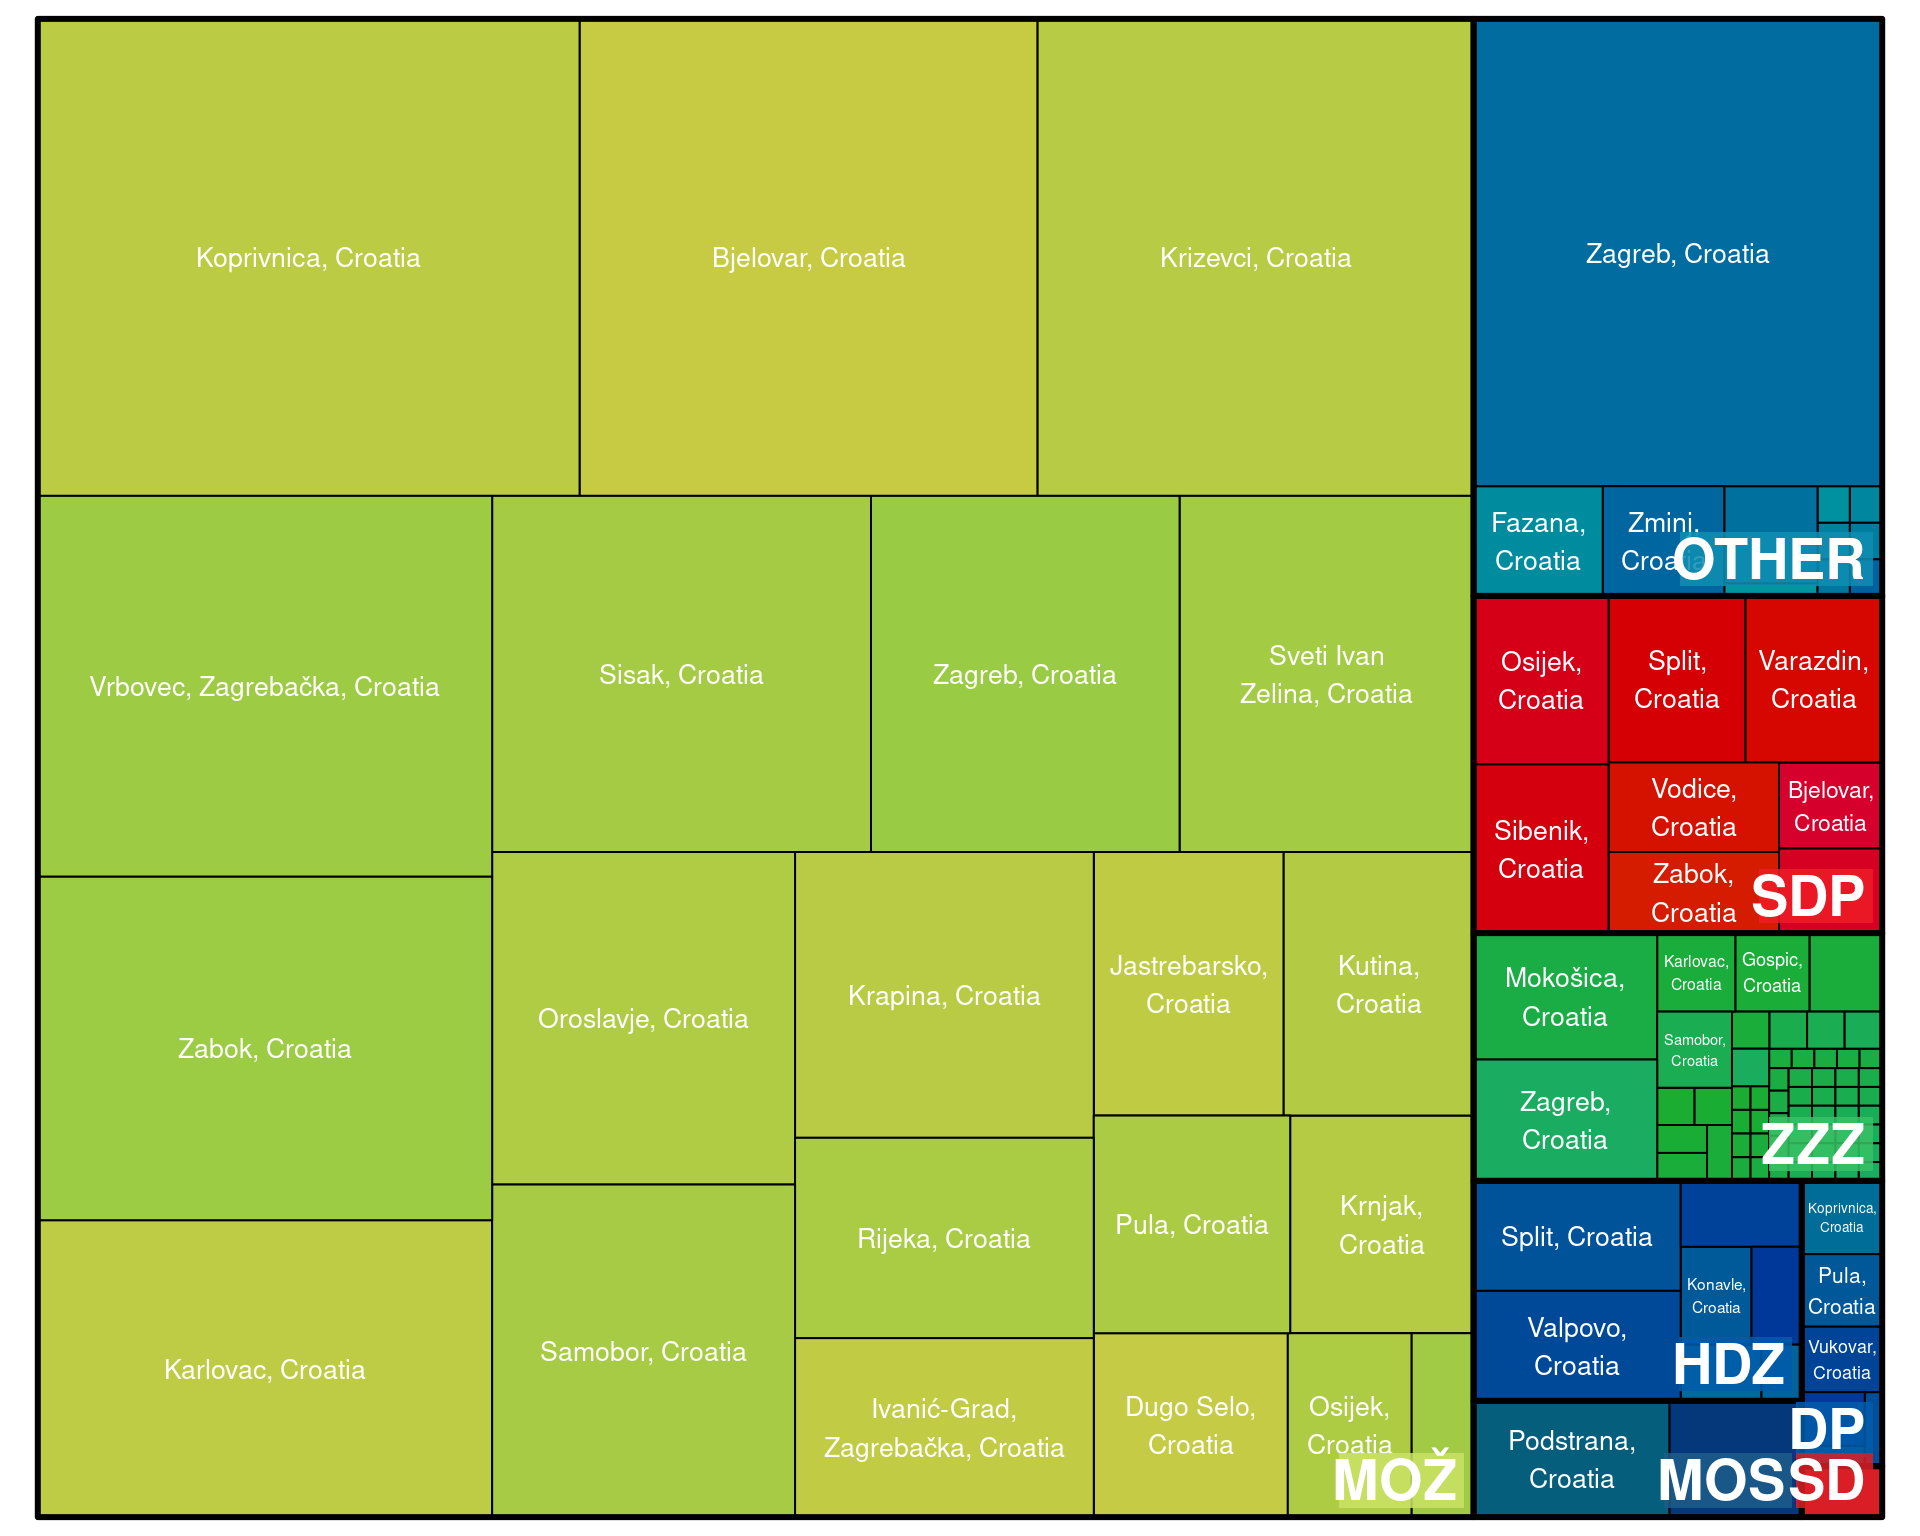 Koprivnica, Croatia
Bjelovar, Croatia
Krizevci, Croatia
Vrbovec, Zagrebačka, Croatia
Sisak, Croatia
Zagreb, Croatia
Sveti Ivan
Zelina, Croatia
Zabok, Croatia
Karlovac, Croatia
Oroslavje, Croatia
Samobor, Croatia
Krapina, Croatia
Rijeka, Croatia
Ivanić-Grad,
Zagrebačka, Croatia
Jastrebarsko,
Croatia
Kutina,
Croatia
Pula, Croatia
Krnjak,
Croatia
Dugo Selo,
Croatia
Osijek,
Croatia
MOŽ
Zagreb, Croatia
Fazana,
Croatia
Zmini,
Croatia
OTHER
Osijek,
Croatia
Split,
Croatia
Varazdin,
Croatia
Sibenik,
Croatia
Vodice,
Croatia
Bjelovar,
Croatia
Zabok,
Croatia
SDP
Mokošica,
Croatia
Karlovac,
Croatia
Gospic,
Croatia
Samobor,
Croatia
Zagreb,
Croatia
ZZZ
Split, Croatia
Konavle,
Croatia
Valpovo,
Croatia
HDZ
Koprivnica,
Croatia
Pula,
Croatia
Vukovar,
Croatia
DP
Podstrana,
Croatia
MOS
SD